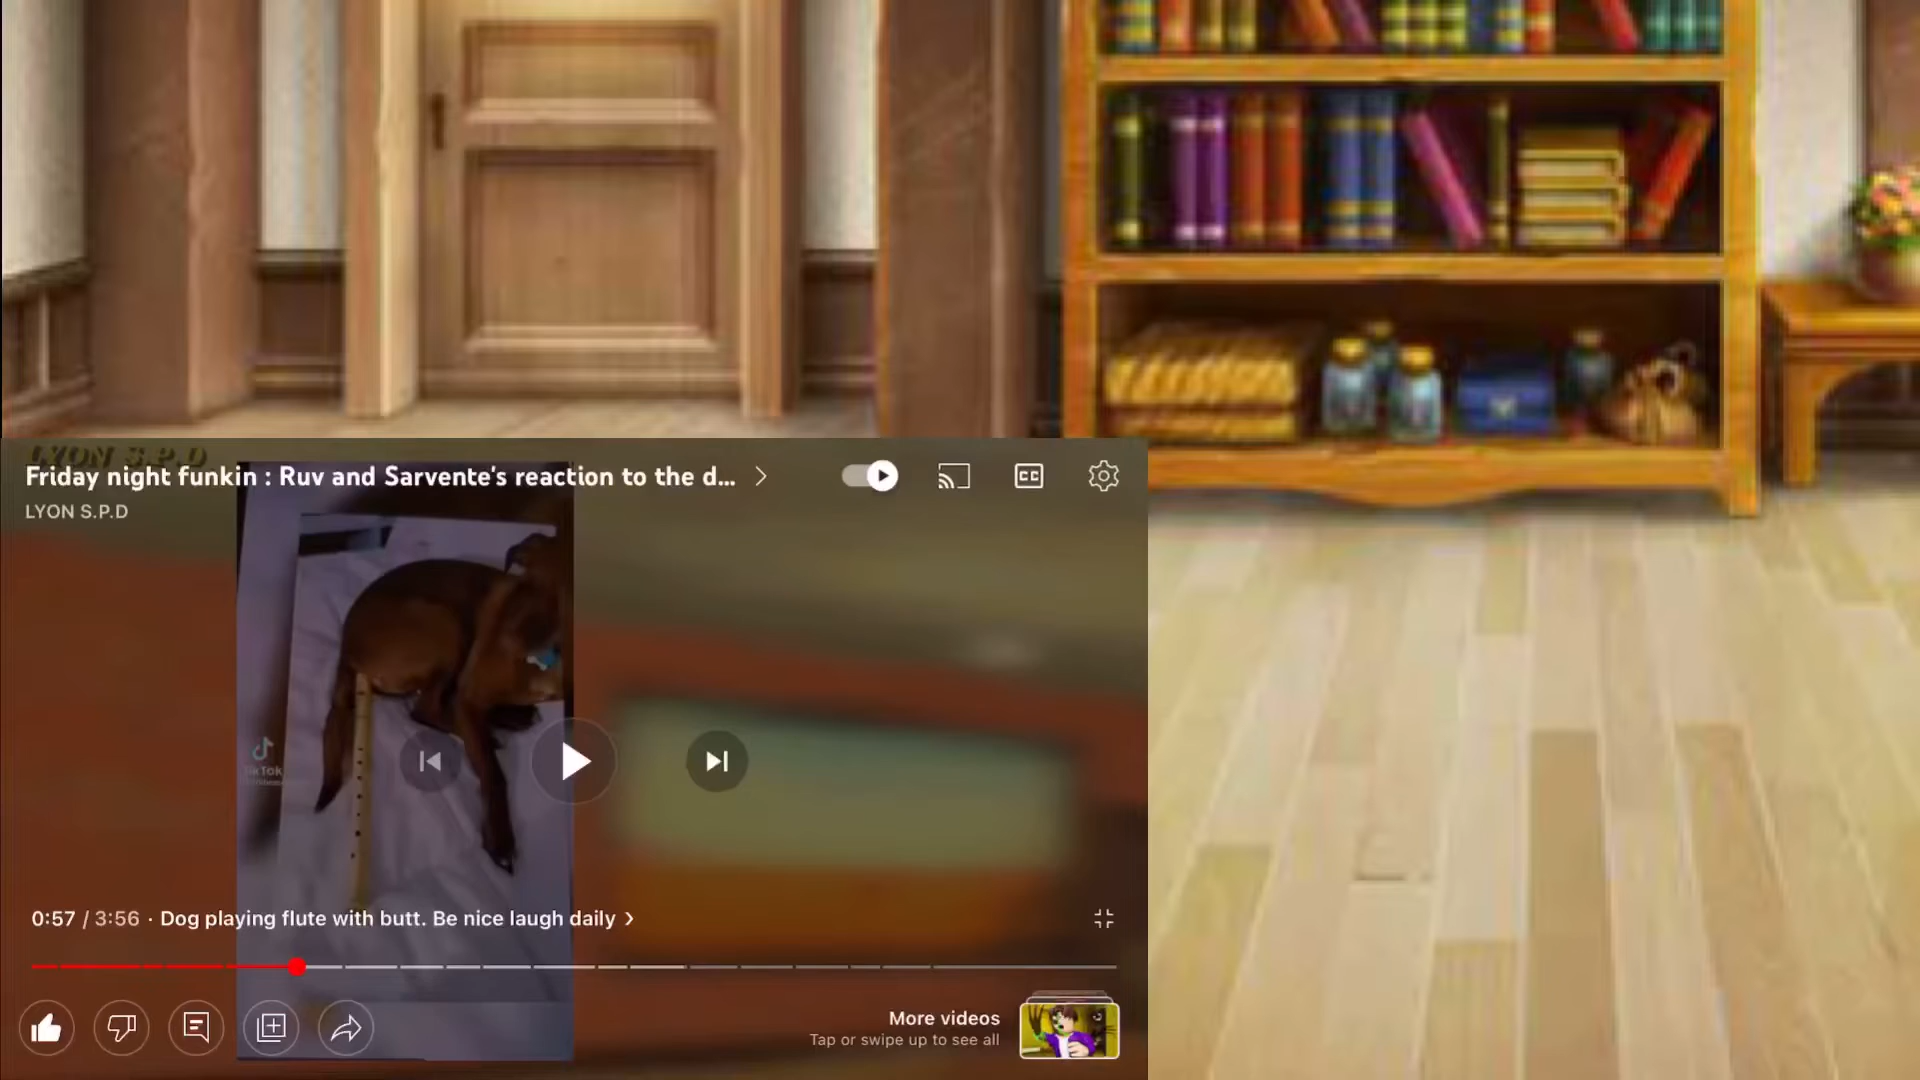 LYON S.P.D
Friday night funkin : Ruv and Sarvente's reaction to the d...
LYON S.P.D
CC
TikTok
0:57 / 3:56 · Dog playing flute with butt. Be nice laugh daily
More videos
Tap or swipe up to see all